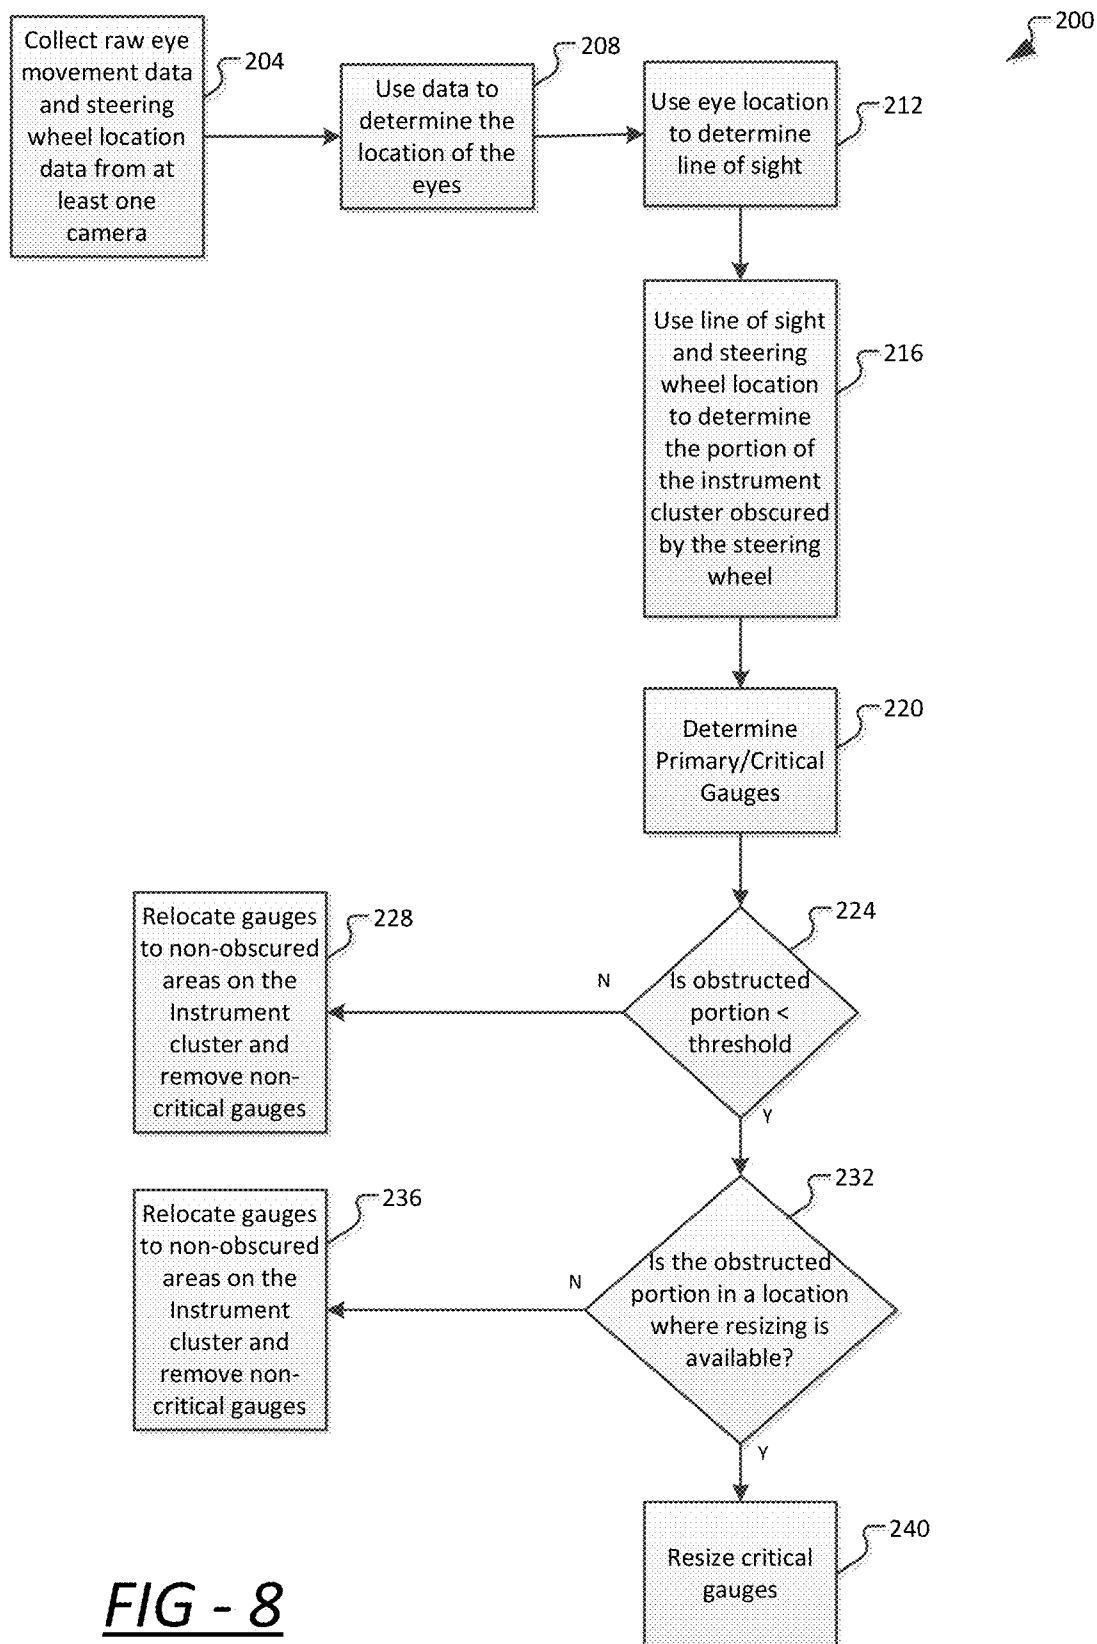 200
Collect raw eye
movement data
and steering
wheel location
data from at
least one
camera
204
Use data to
determine the
location of the
eyes
208
Use eye location
to determine
line of sight
212
Use line of sight
and steering
wheel location
to determine
the portion of
the instrument
cluster obscured
by the steering
wheel
216
Determine
Primary/Critical
Gauges
220
Is obstructed
portion <
threshold
224
N
Y
Relocate gauges
to non-obscured
areas on the
Instrument
cluster and
remove non-
critical gauges
228
Is the obstructed
portion in a location
where resizing is
available?
232
N
Y
Relocate gauges
to non-obscured
areas on the
Instrument
cluster and
remove non-
critical gauges
236
Resize critical
gauges
240
FIG - 8